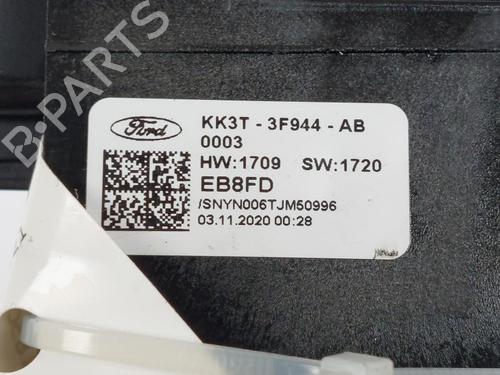 B-PARTS
Ford
KK3T - 3F944 - AB
0003
HW:1709 SW:1720
EB8FD
/SNYN006TJM50996
03.11.2020 00:28